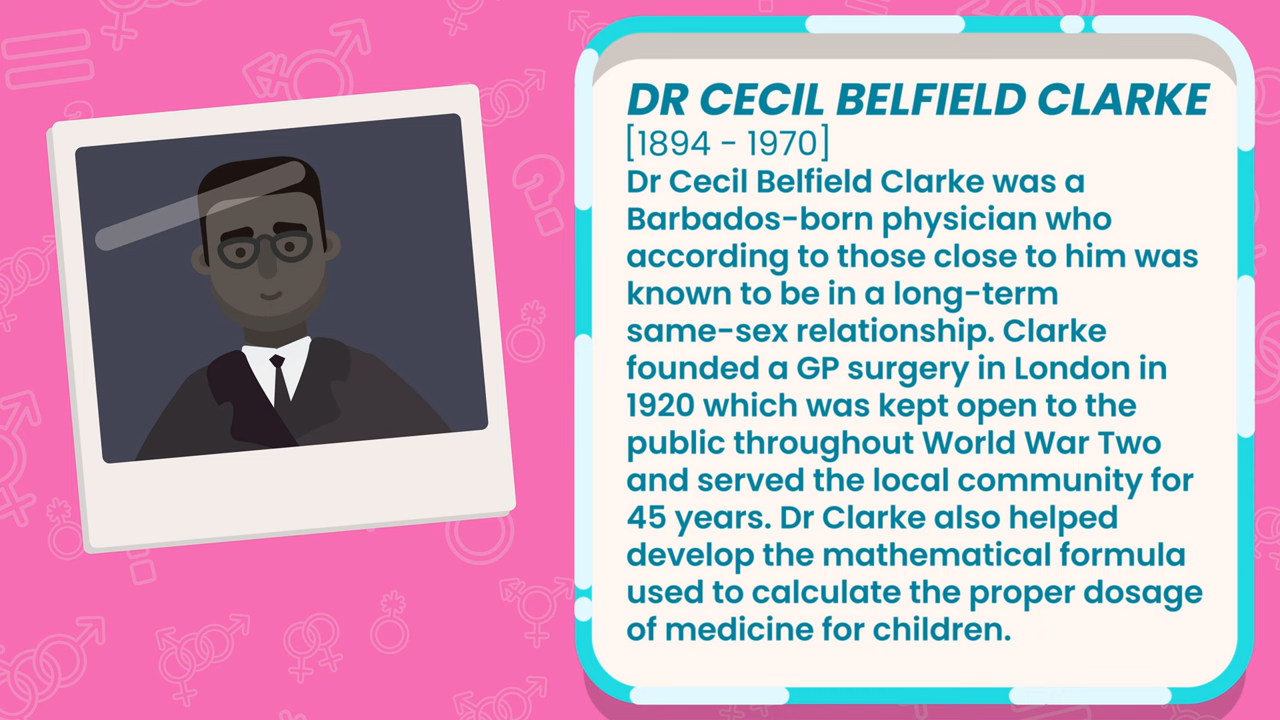 DR CECIL BELFIELD CLARKE
[1894 - 1970]
Dr Cecil Belfield Clarke was a
Barbados-born physician who
according to those close to him was
known to be in a long-term
same-sex relationship. Clarke
founded a GP surgery in London in
1920 which was kept open to the
public throughout World War Two
and served the local community for
45 years. Dr Clarke also helped
develop the mathematical formula
used to calculate the proper dosage
of medicine for children.